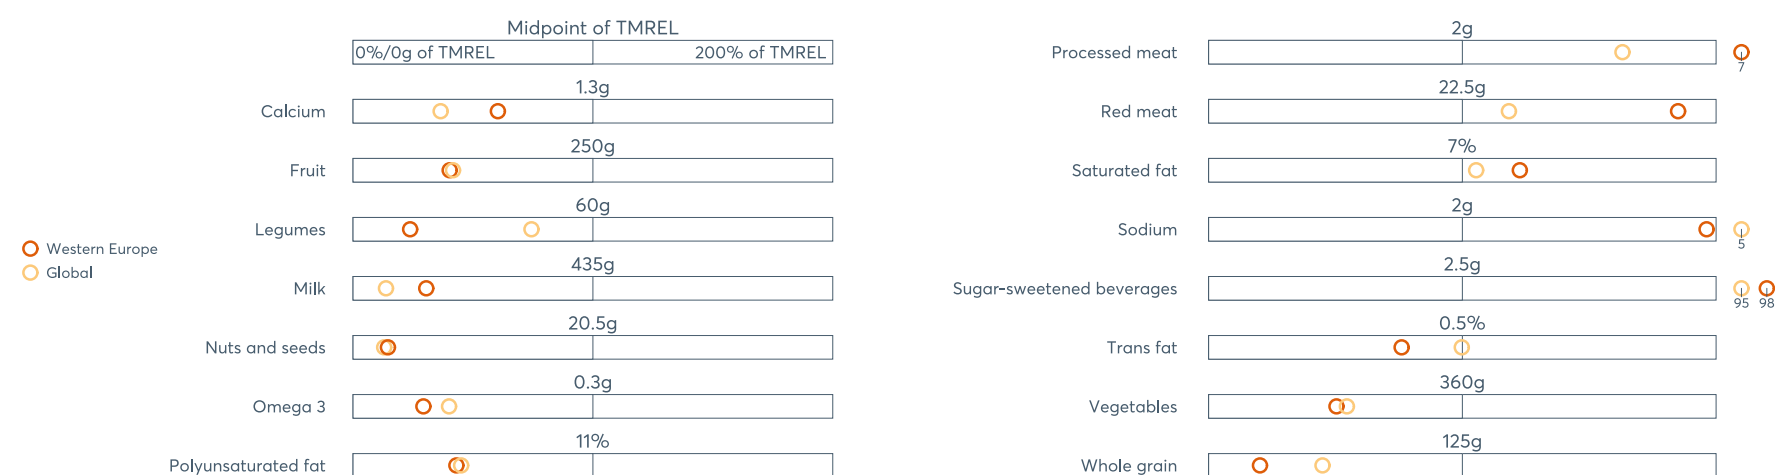 Midpoint of TMREL
0%/0g of TMREL 200% of TMREL
1.3g
Calcium
250g
Fruit
60g
Legumes
435g
Milk
20.5g
Nuts and seeds
0.3g
Omega 3
11%
Polyunsaturated fat
Western Europe
Global
2g
Processed meat
7
22.5g
Red meat
7%
Saturated fat
2g
Sodium
5
2.5g
Sugar-sweetened beverages
95 98
0.5%
Trans fat
360g
Vegetables
125g
Whole grain